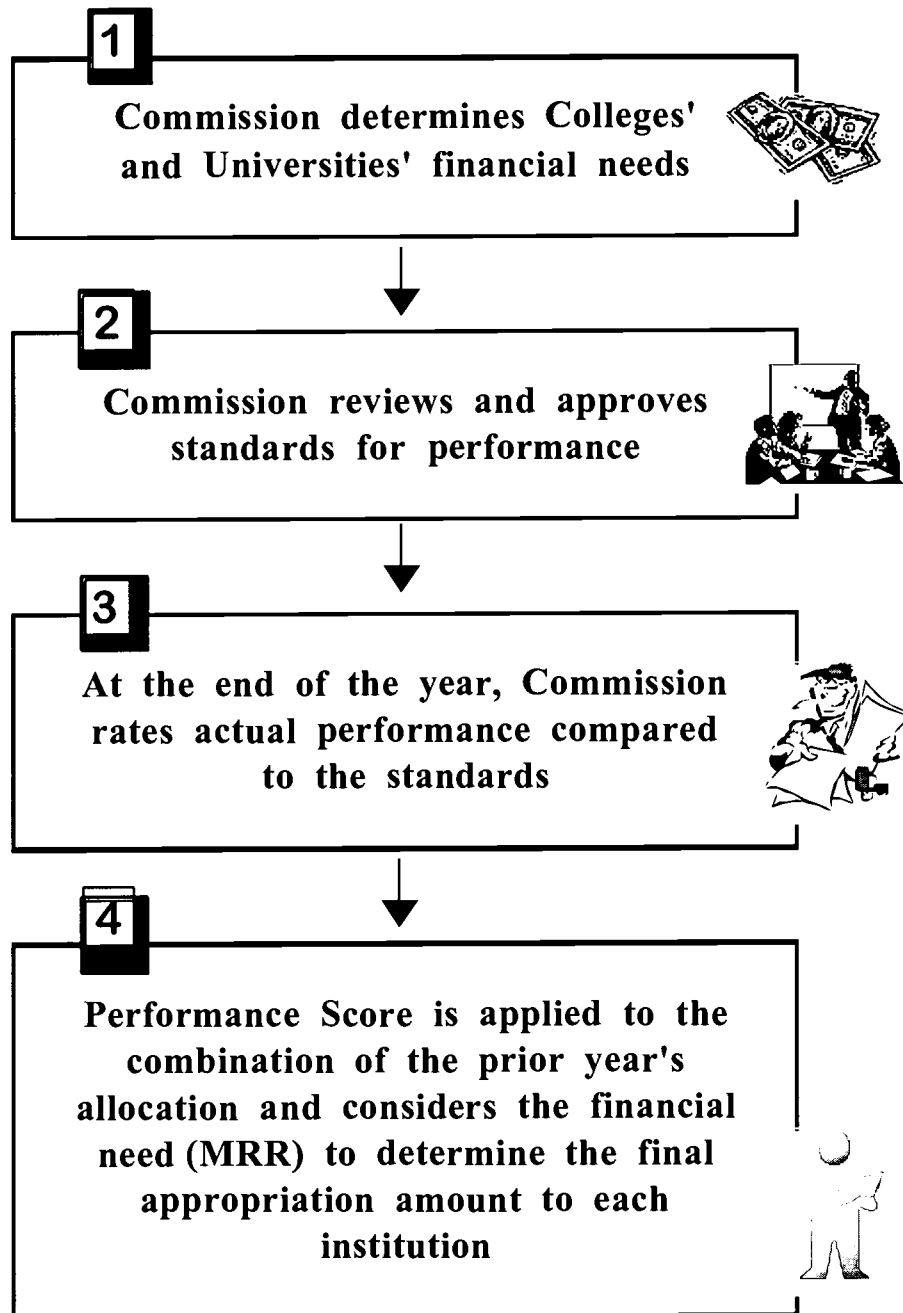 1
Commission determines Colleges'
and Universities' financial needs
2
Commission reviews and approves
standards for performance
3
At the end of the year, Commission
rates actual performance compared
to the standards
4
Performance Score is applied to the
combination of the prior year's
allocation and considers the financial
need (MRR) to determine the final
appropriation amount to each
institution